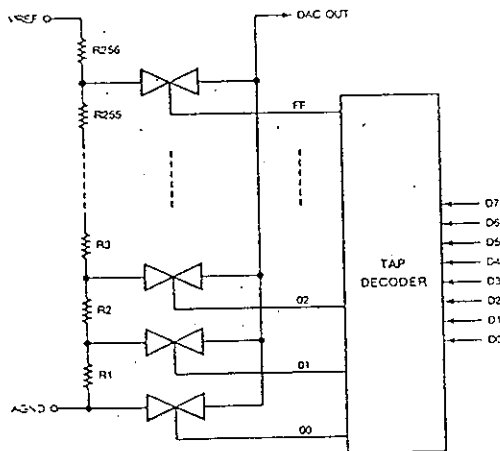 VREF
DAC OUT
R256
FF
R255
D7
D6
D5
R3
TAP
DECODER
D4
D3
02
D2
R2
D1
D0
01
R1
AGND
00